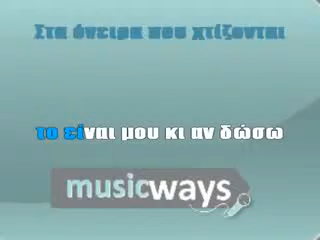 Στα όνειρα που χτίζονται
το είναι μου κι αν δώσω
musicways